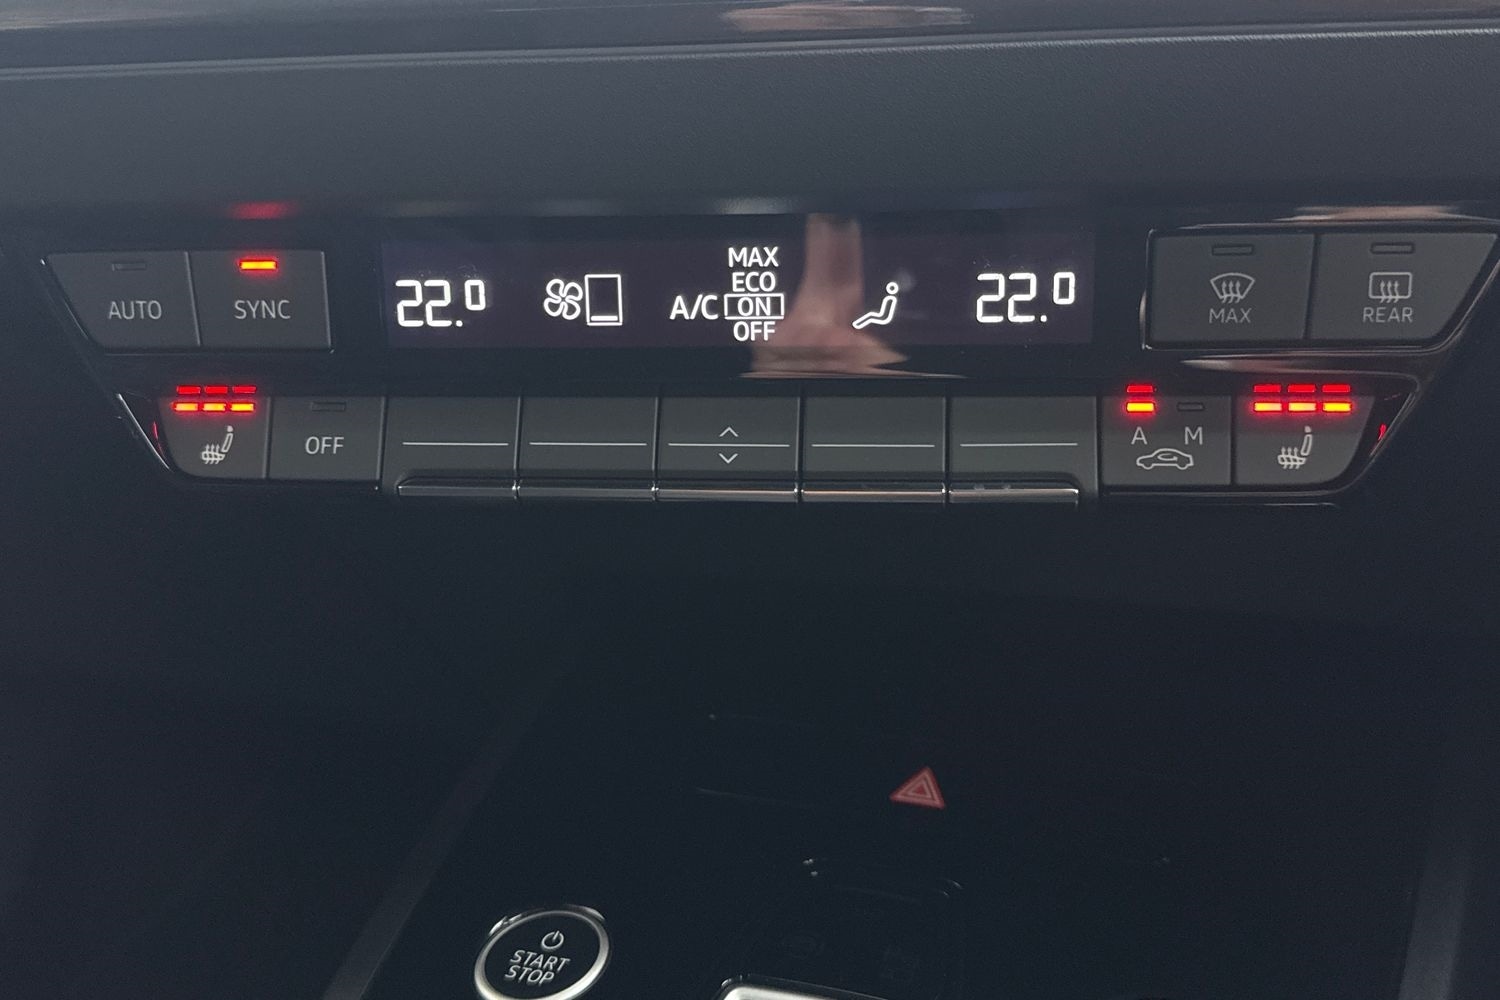 AUTO
SYNC
22.0
A/C
MAX
ECO
ON
OFF
22.0
MAX
REAR
OFF
A M
START
STOP